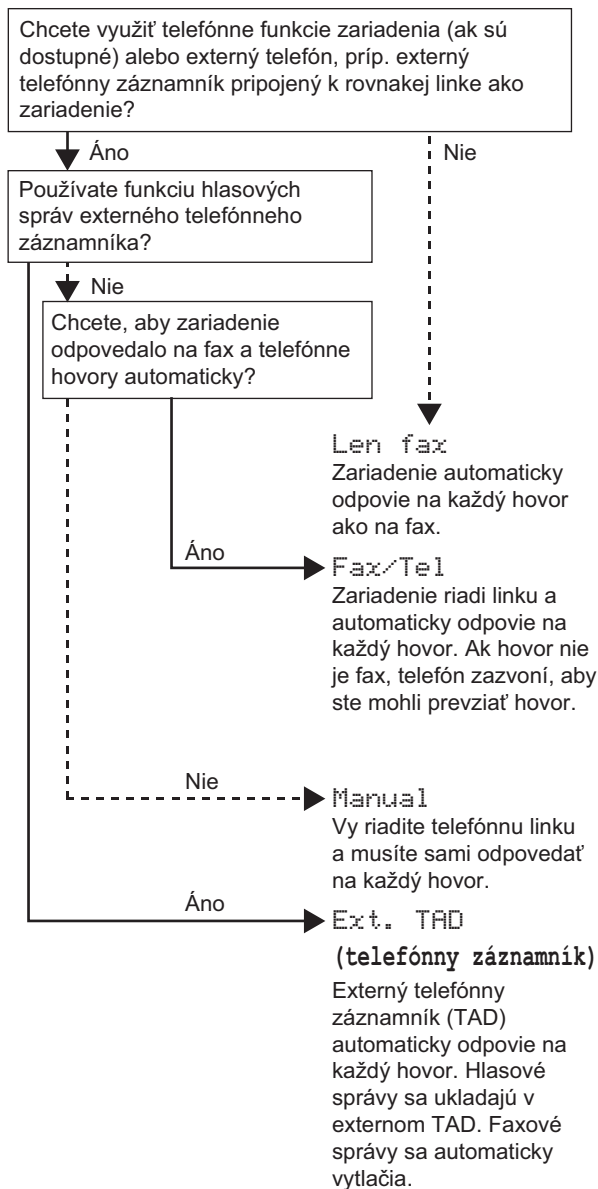 Chcete využiť telefónne funkcie zariadenia (ak sú
dostupné) alebo externý telefón, príp. externý
telefónny záznamník pripojený k rovnakej linke ako
zariadenie?
Áno
Nie
Používate funkciu hlasových
správ externého telefónneho
záznamníka?
Nie
Chcete, aby zariadenie
odpovedalo na fax a telefónne
hovory automaticky?
Len fax
Zariadenie automaticky
odpovie na každý hovor
ako na fax.
Áno
Fax/Tel
Zariadenie riadi linku a
automaticky odpovie na
každý hovor. Ak hovor nie
je fax, telefón zazvoní, aby
ste mohli prevziať hovor.
Nie
Manual
Vy riadite telefónnu linku
a musíte sami odpovedať
na každý hovor.
Áno
Ext. TAD
(telefónny záznamník)
Externý telefónny
záznamník (TAD)
automaticky odpovie na
každý hovor. Hlasové
správy sa ukladajú v
externom TAD. Faxové
správy sa automaticky
vytlačia.